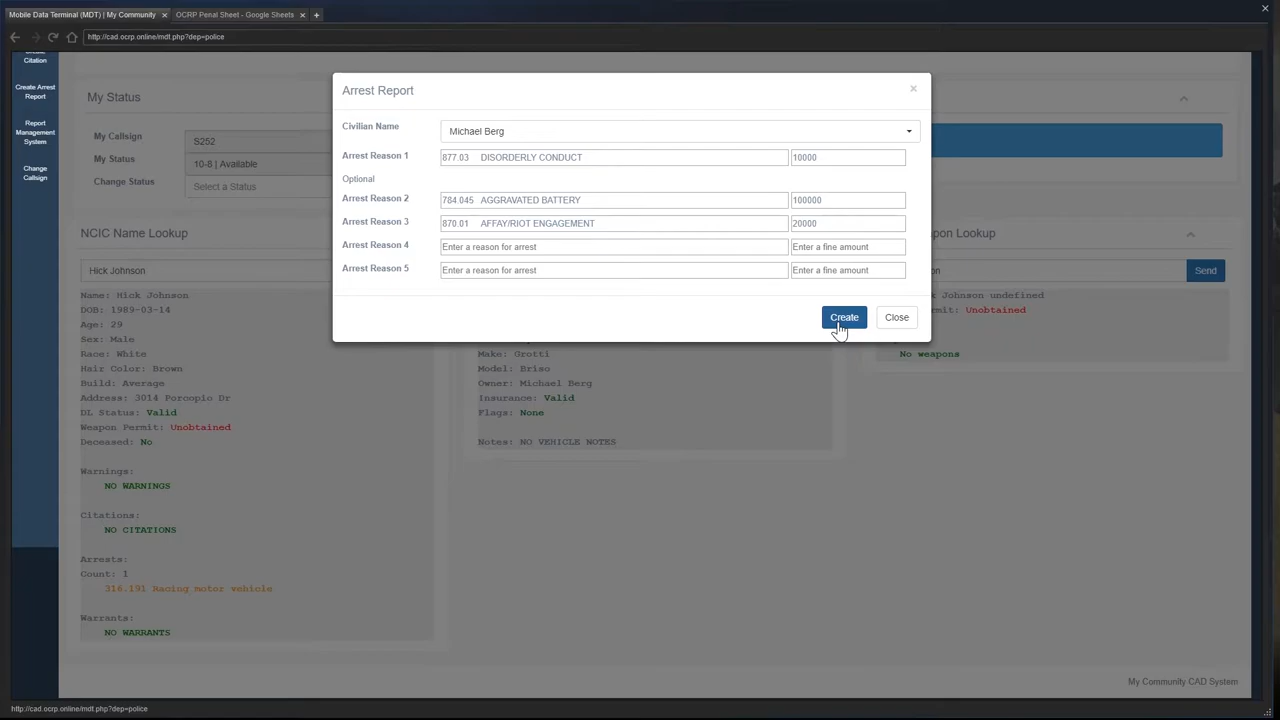 Mobile Data Terminal (MDT) | My Community
OCRP Penal Sheet - Google Sheets
http://cad.ocrp.online/mdt.php?dep=police
Citation
Create Arrest
Report
Report
Management
System
Change
Callsign
My Status
My Callsign
S252
My Status
10-8 | Available
Change Status
Select a Status
Arrest Report
×
Civilian Name
Michael Berg
Arrest Reason 1
877.03 DISORDERLY CONDUCT
10000
Optional
Arrest Reason 2
784.045 AGGRAVATED BATTERY
100000
Arrest Reason 3
870.01 AFFAY/RIOT ENGAGEMENT
20000
Arrest Reason 4
Enter a reason for arrest
Enter a fine amount
Arrest Reason 5
Enter a reason for arrest
Enter a fine amount
Create
Close
NCIC Name Lookup
Hick Johnson
Name: Hick Johnson
DOB: 1989-03-14
Age: 29
Sex: Male
Race: White
Hair Color: Brown
Build: Average
Address: 3014 Porcopio Dr
DL Status: Valid
Weapon Permit: Unobtained
Deceased: No
Warnings:
NO WARNINGS
Citations:
NO CITATIONS
Arrests:
Count: 1
316.191 Racing motor vehicle
Warrants:
NO WARRANTS
Make: Grotti
Model: Briso
Owner: Michael Berg
Insurance: Valid
Flags: None
Notes: NO VEHICLE NOTES
Lookup
Send
Johnson undefined
Unobtained
No weapons
My Community CAD System
http://cad.ocrp.online/mdt.php?dep=police